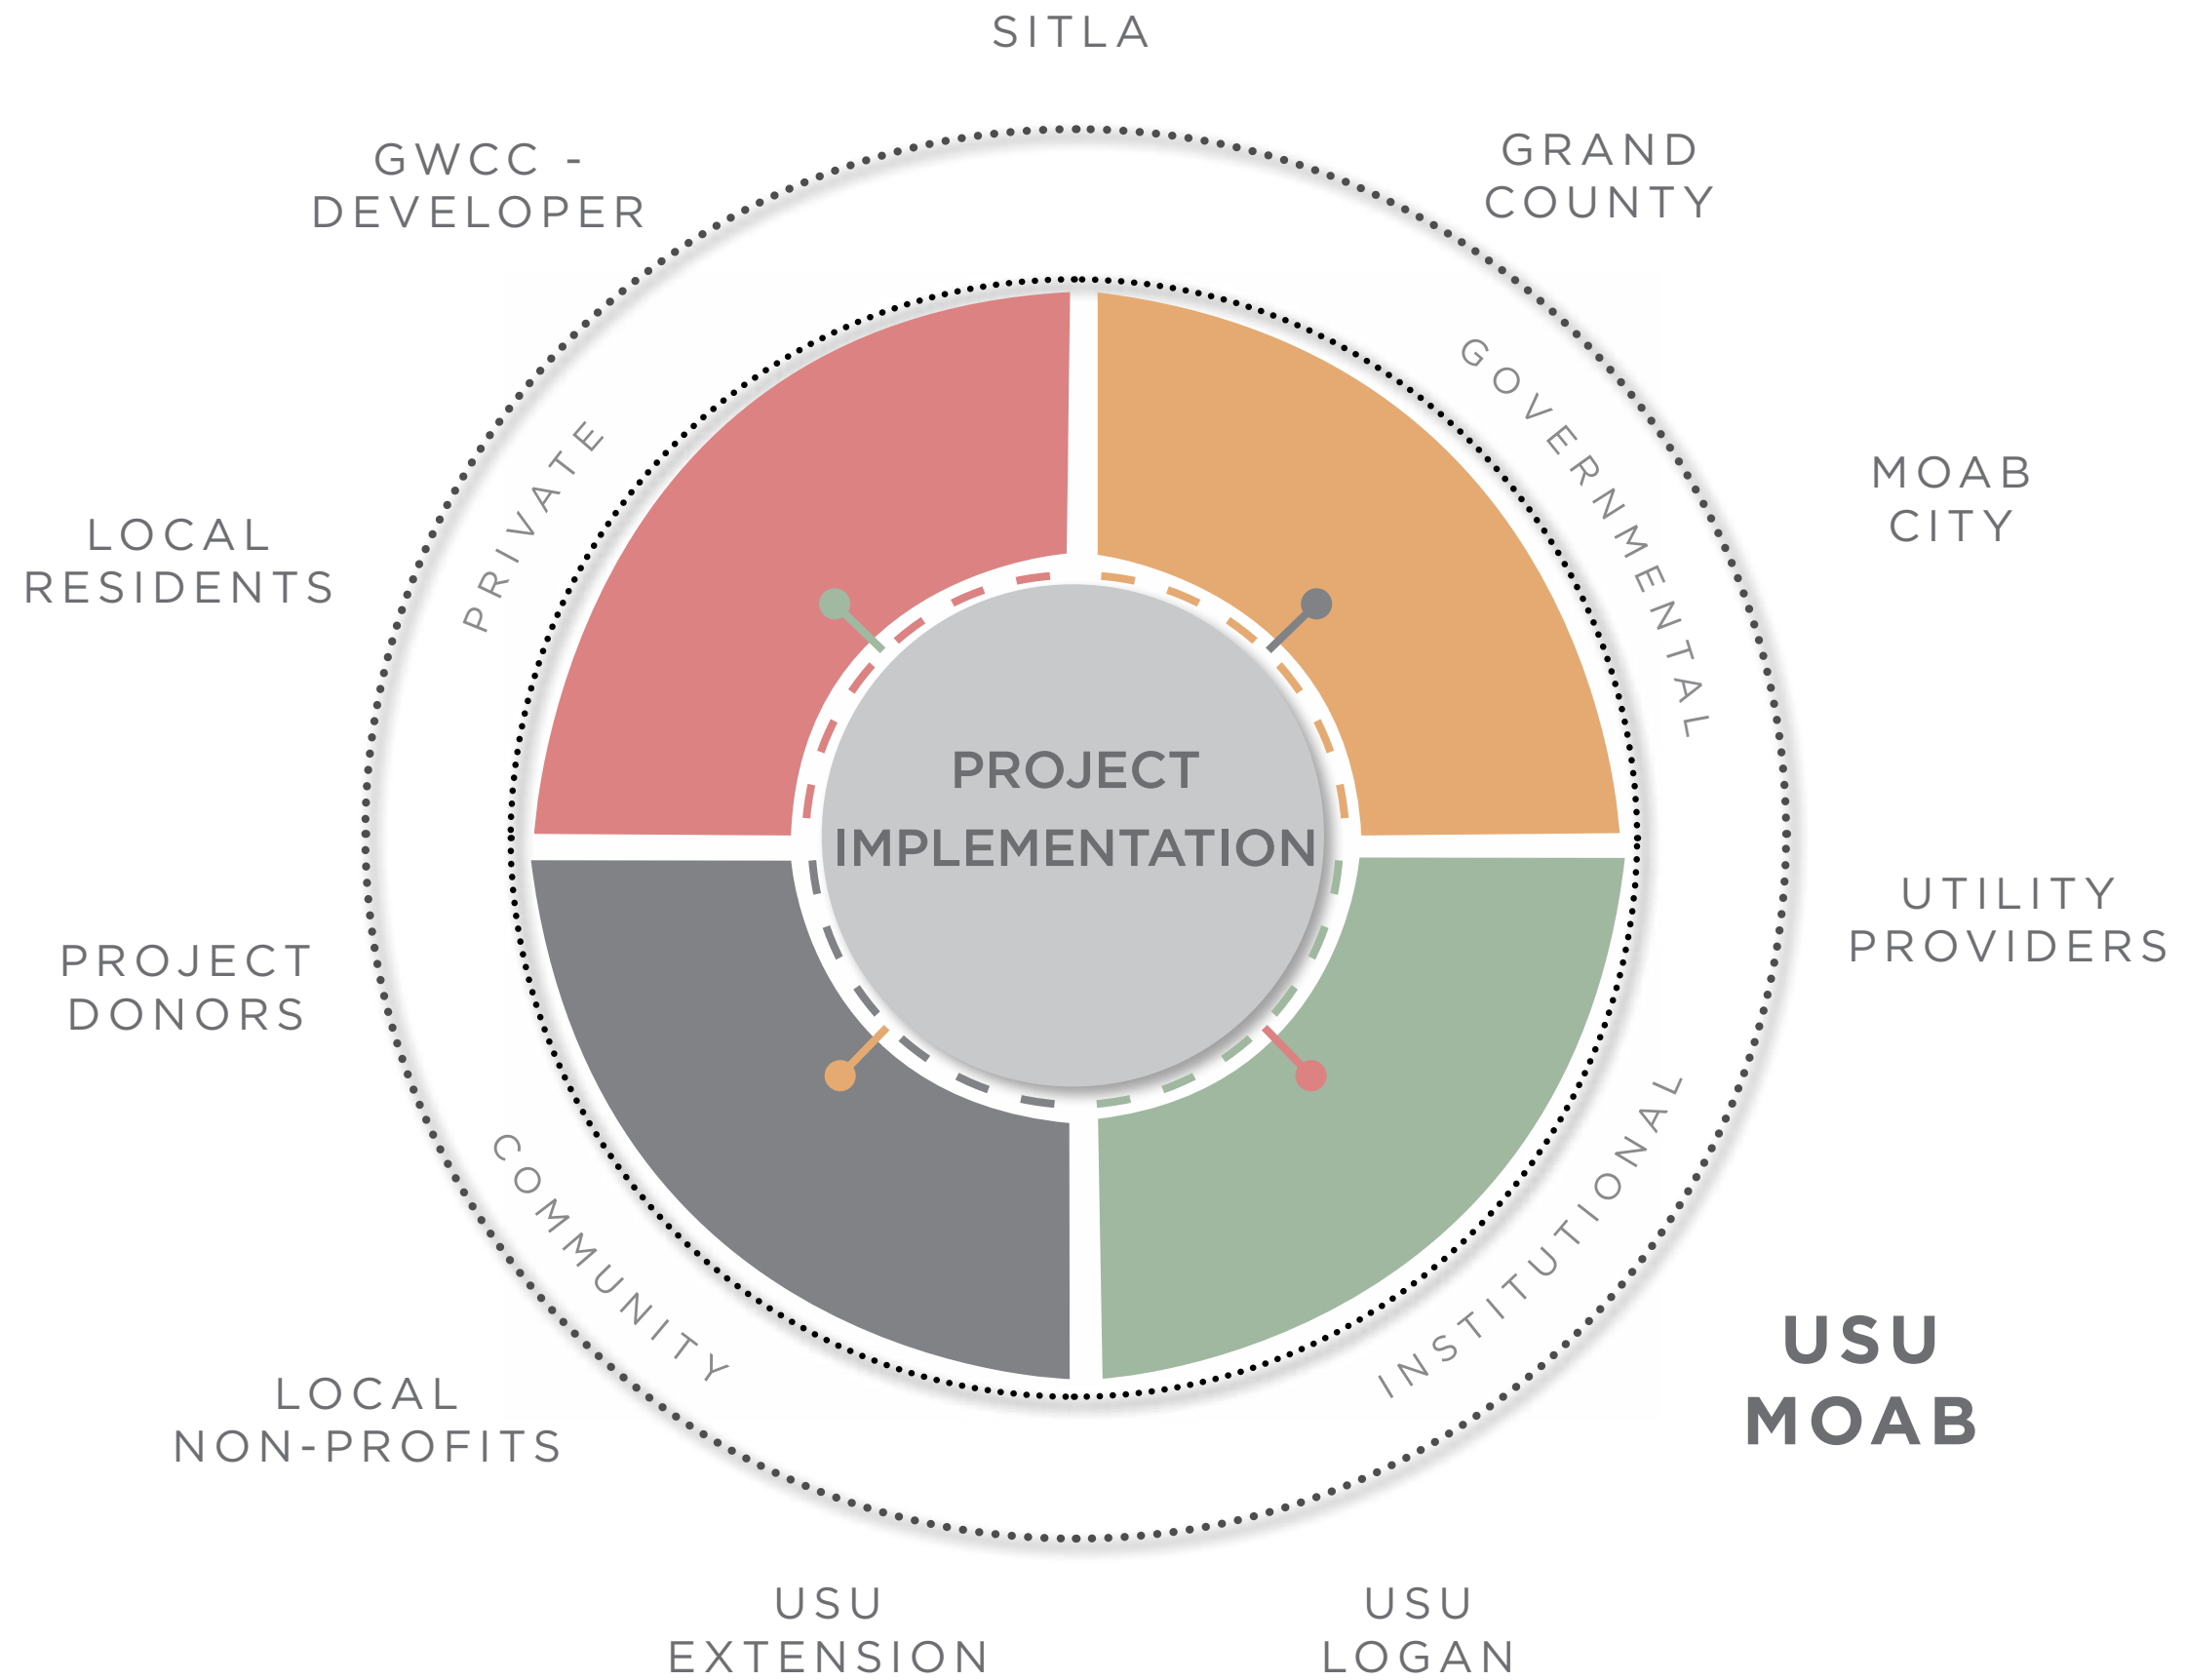 SITLA
GWCC -
DEVELOPER
GRAND
COUNTY
PRIVATE
GOVERNMENTAL
MOAB
CITY
LOCAL
RESIDENTS
PROJECT
IMPLEMENTATION
UTILITY
PROVIDERS
PROJECT
DONORS
COMMUNITY
INSTITUTIONAL
USU
MOAB
LOCAL
NON-PROFITS
USU
EXTENSION
USU
LOGAN